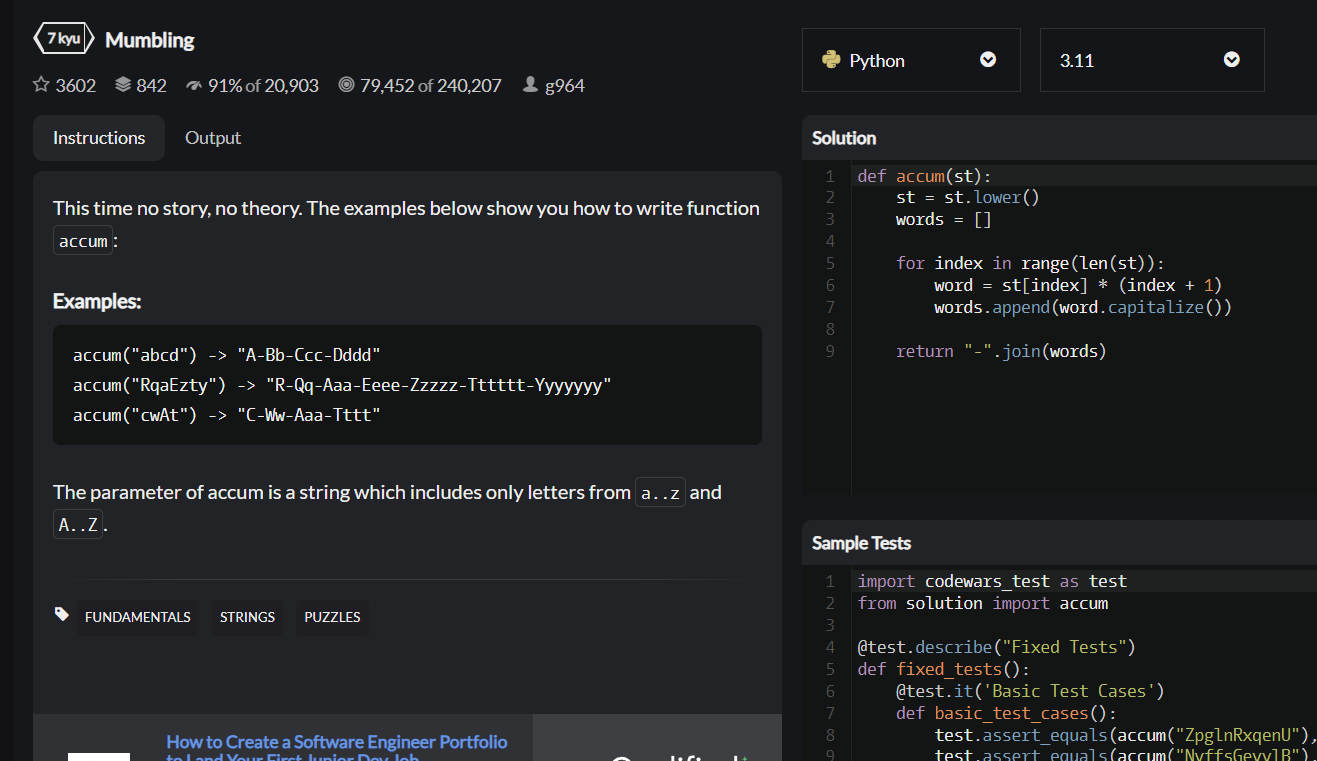 7 kyu Mumbling
3602 842 91% of 20,903 79,452 of 240,207 g964
Instructions Output
This time no story, no theory. The examples below show you how to write function
accum:
Examples:
accum("abcd") -> "A-Bb-Ccc-Dddd"
accum("RqaEzty") -> "R-Qq-Aaa-Eeee-Zzzzz-Tttttt-Yyyyyyy"
accum("cwAt") -> "C-Ww-Aaa-Tttt"
The parameter of accum is a string which includes only letters from a..z and
A..Z.
FUNDAMENTALS STRINGS PUZZLES
How to Create a Software Engineer Portfolio
to Land Your First Junior Dev Job
Python 3.11
Solution
1 def accum(st):
2 st = st.lower()
3 words = []
4
5 for index in range(len(st)):
6 word = st[index] * (index + 1)
7 words.append(word.capitalize())
8
9 return "-".join(words)
Sample Tests
1 import codewars_test as test
2 from solution import accum
3
4 @test.describe("Fixed Tests")
5 def fixed_tests():
6 @test.it('Basic Test Cases')
7 def basic_test_cases():
8 test.assert_equals(accum("ZpglnRxqenU"),
9 test.assert_equals(accum("NyffsGeyylB"),